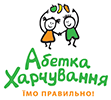 Абетка
Харчування
ЇМО ПРАВИЛЬНО!